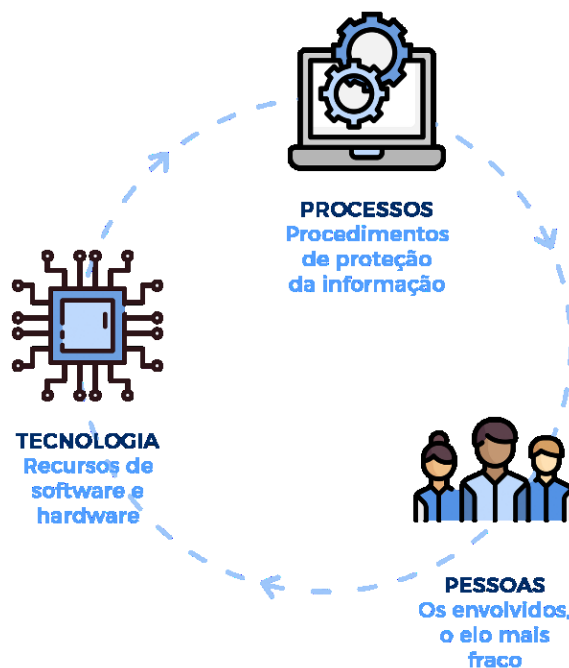 PROCESSOS
Procedimentos
de proteção
da informação
TECNOLOGIA
Recursos de
software e
hardware
PESSOAS
Os envolvidos,
o elo mais
fraco